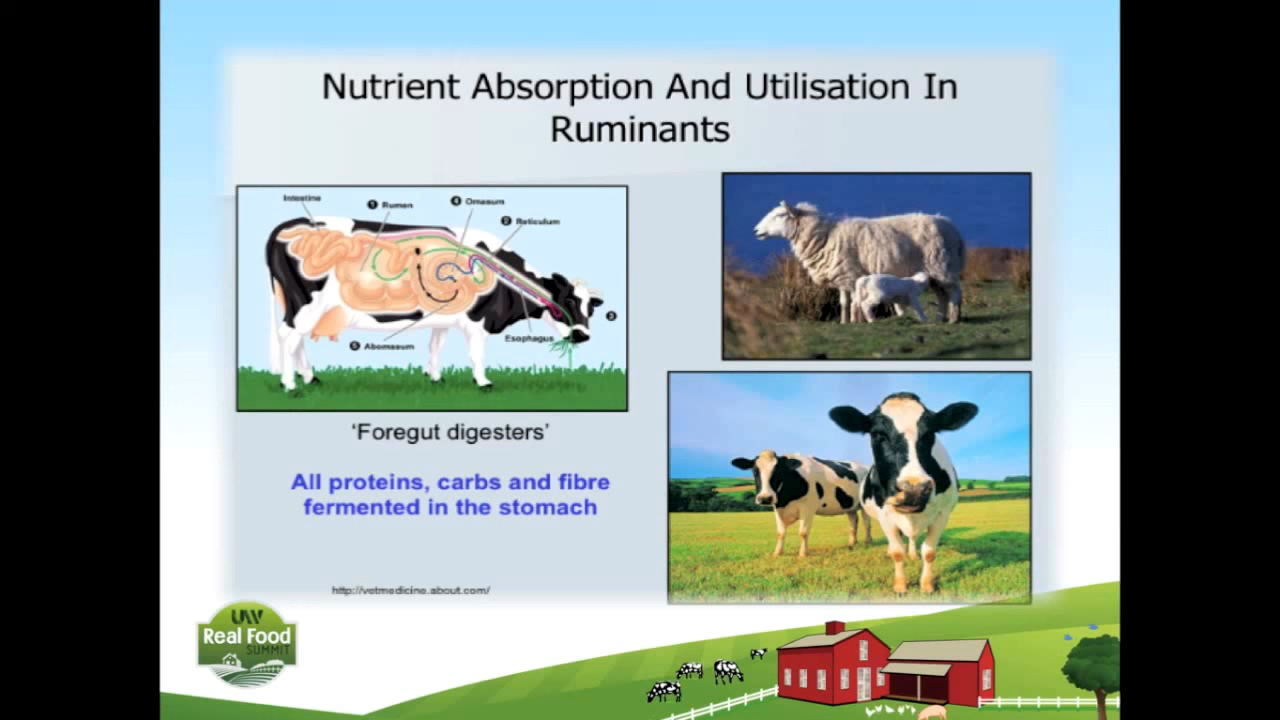 Nutrient Absorption And Utilisation In
Ruminants
Intestine
1 Rumen
4 Omasum
2 Reticulum
3
Esophagus
5 Abomasum
‘Foregut digesters’
All proteins, carbs and fibre
fermented in the stomach
http://vetmedicine.about.com/
UW
Real Food
SUMMIT